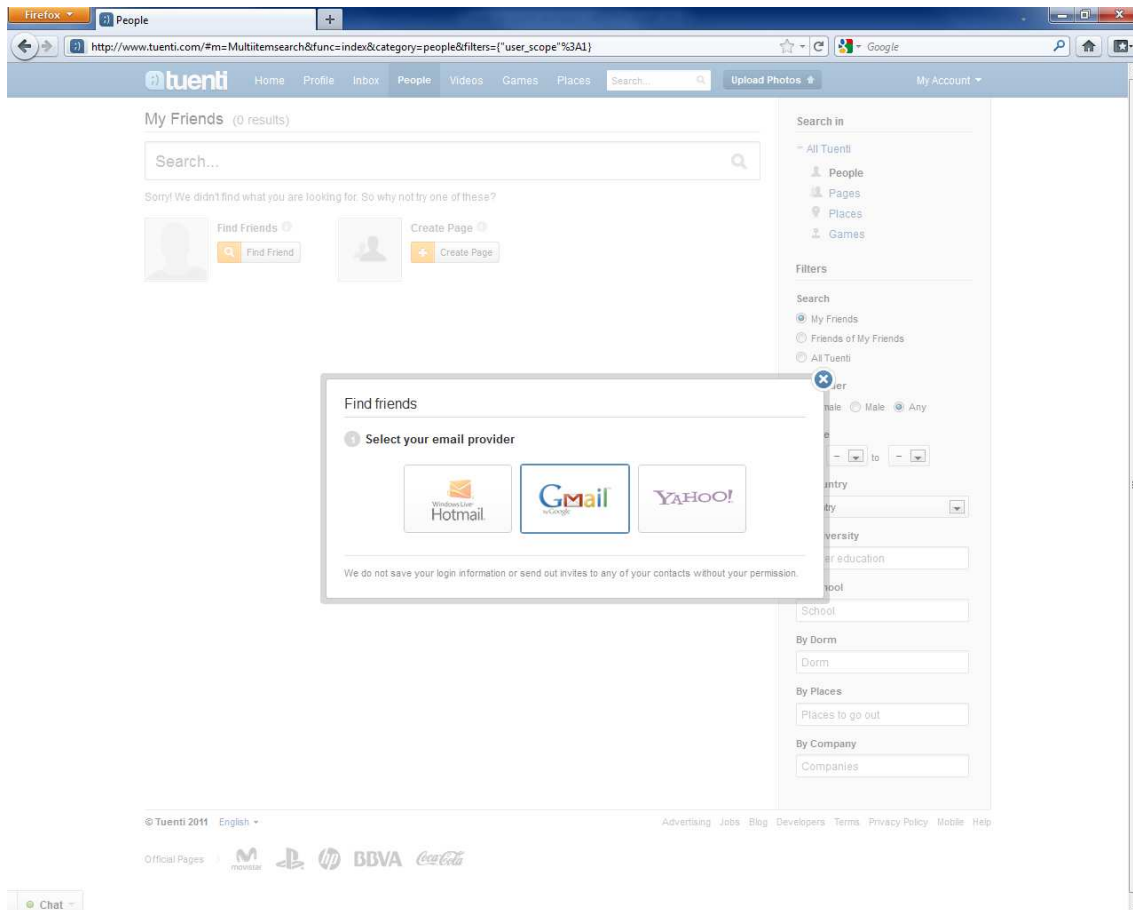 Firefox
People
http://www.tuenti.com/#m=Multiitemsearch&func=index&category=people&filters={"user_scope"%3A1}
Google
tuenti Home Profile Inbox People Videos Games Places Search... Upload Photos My Account
My Friends (0 results)
Search...
Sorry! We didn't find what you are looking for. So why not try one of these?
Find Friends
Find Friend
Create Page
Create Page
Search in
All Tuenti
People
Pages
Places
Games
Filters
Search
My Friends
Friends of My Friends
All Tuenti
Male Any
– to –
School
By Dorm
Dorm
By Places
Places to go out
By Company
Companies
Find friends
1 Select your email provider
Windows Live
Hotmail
Gmail
by Google
YAHOO!
We do not save your login information or send out invites to any of your contacts without your permission.
© Tuenti 2011 English
Advertising Jobs Blog Developers Terms Privacy Policy Mobile Help
Official Pages movistar hp BBVA Coca-Cola
Chat